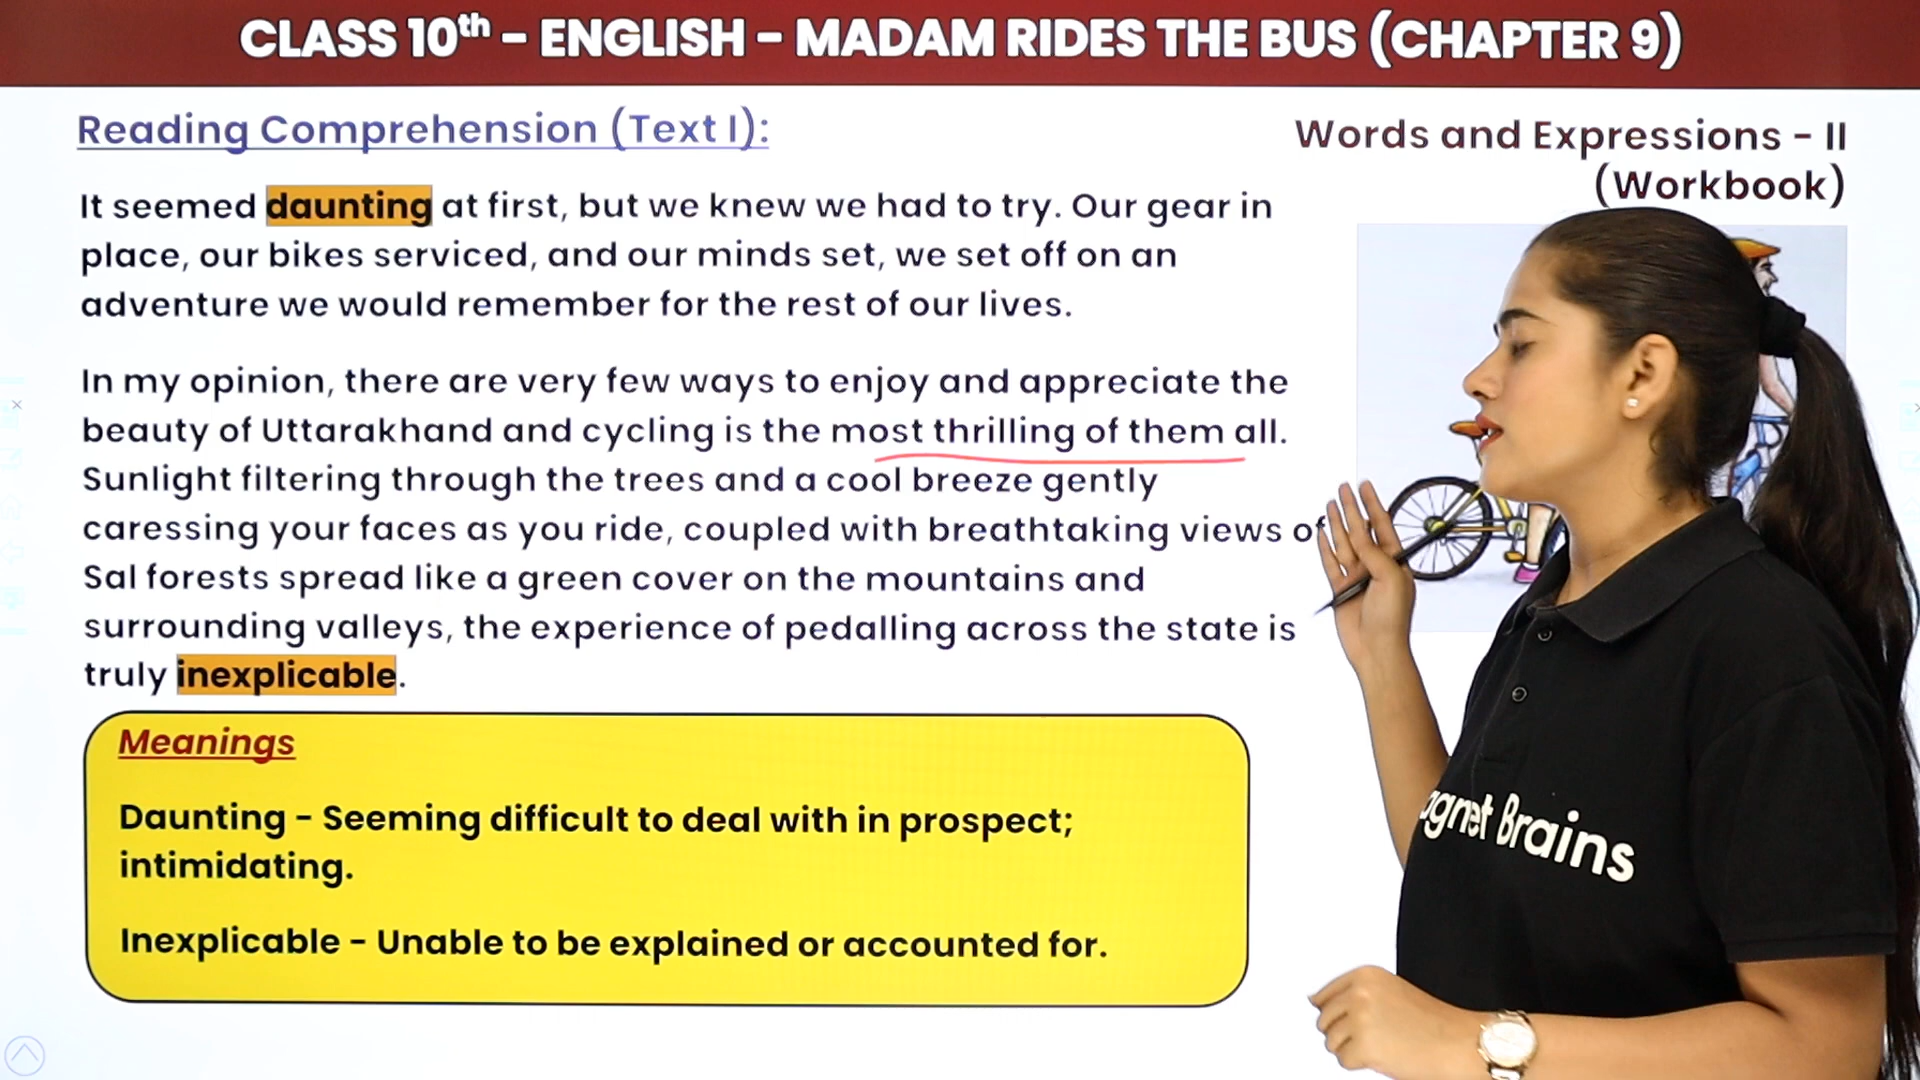 CLASS 10th - ENGLISH - MADAM RIDES THE BUS (CHAPTER 9)
Reading Comprehension (Text I):
Words and Expressions - II
(Workbook)
It seemed daunting at first, but we knew we had to try. Our gear in
place, our bikes serviced, and our minds set, we set off on an
adventure we would remember for the rest of our lives.
In my opinion, there are very few ways to enjoy and appreciate the
beauty of Uttarakhand and cycling is the most thrilling of them all.
Sunlight filtering through the trees and a cool breeze gently
caressing your faces as you ride, coupled with breathtaking views of
Sal forests spread like a green cover on the mountains and
surrounding valleys, the experience of pedalling across the state is
truly inexplicable.
Meanings
Daunting - Seeming difficult to deal with in prospect;
intimidating.
Inexplicable - Unable to be explained or accounted for.
agnet Brains